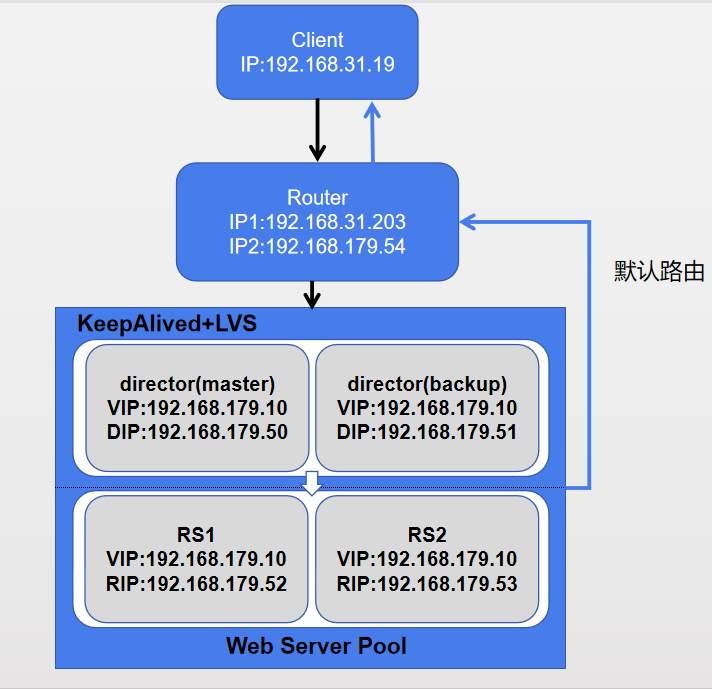 Client
IP:192.168.31.19
Router
IP1:192.168.31.203
IP2:192.168.179.54
默认路由
KeepAlived+LVS
director(master)
VIP:192.168.179.10
DIP:192.168.179.50
director(backup)
VIP:192.168.179.10
DIP:192.168.179.51
RS1
VIP:192.168.179.10
RIP:192.168.179.52
RS2
VIP:192.168.179.10
RIP:192.168.179.53
Web Server Pool